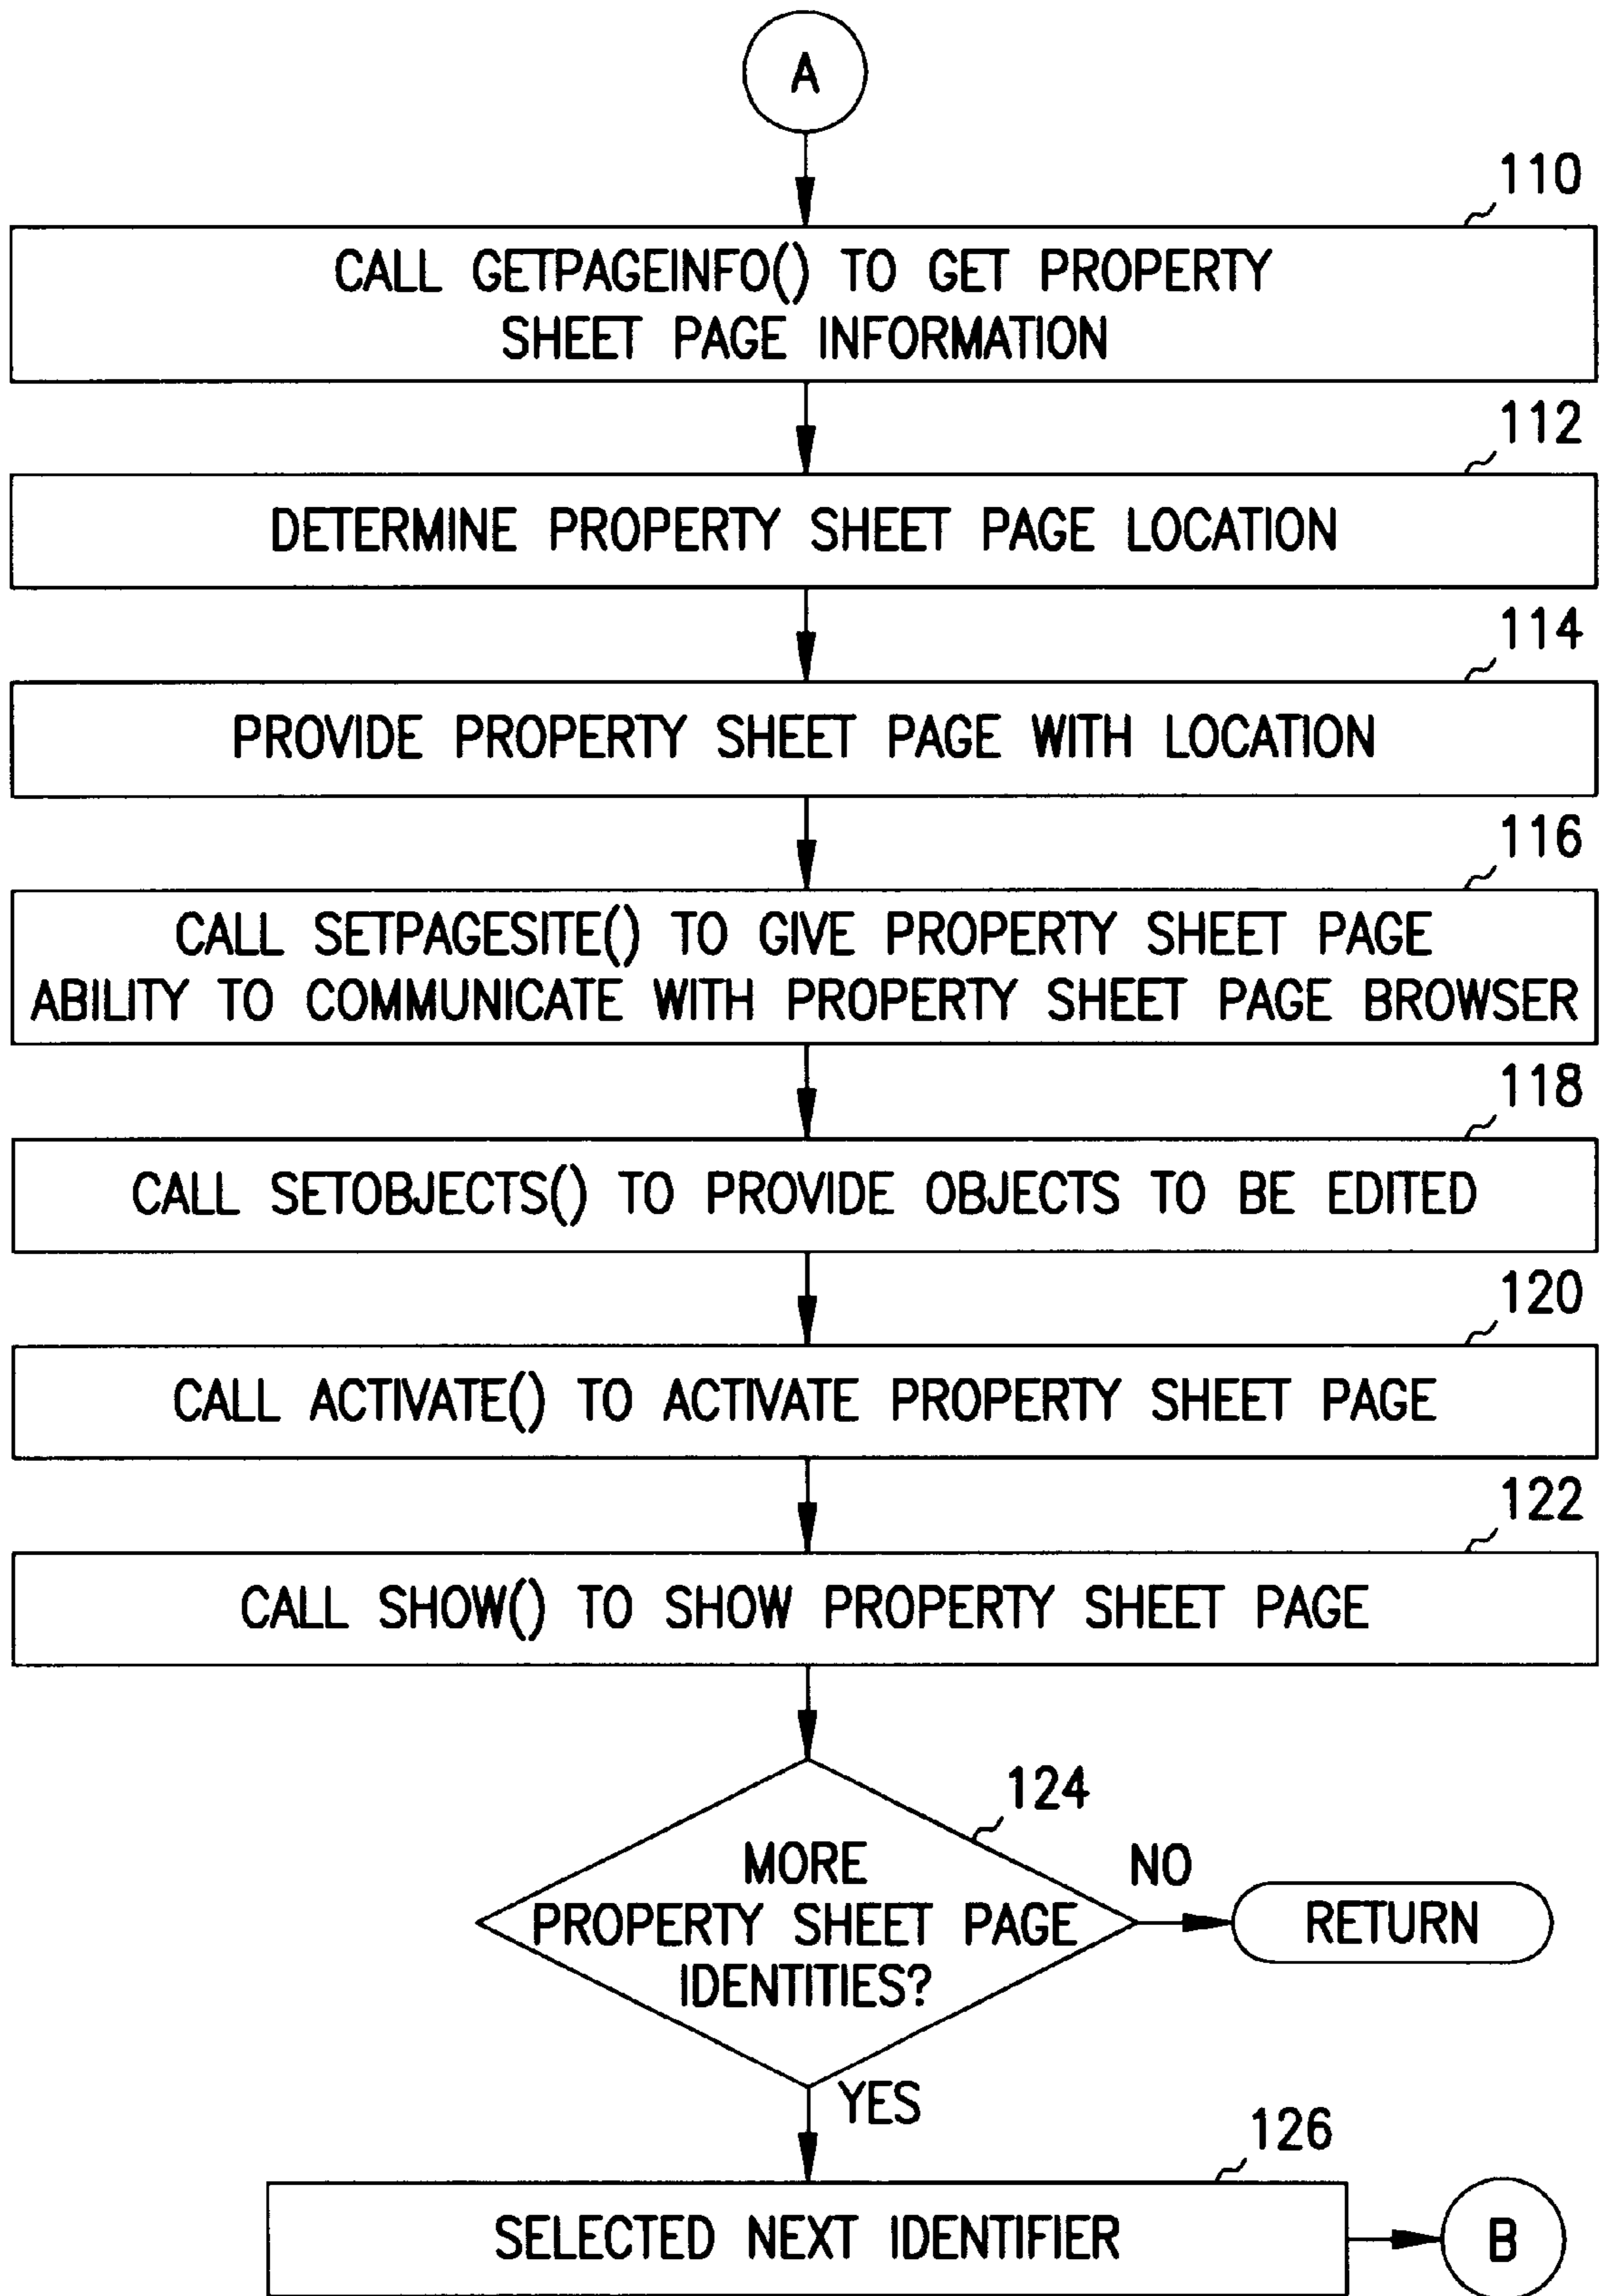 A
110
CALL GETPAGEINFO() TO GET PROPERTY
SHEET PAGE INFORMATION
112
DETERMINE PROPERTY SHEET PAGE LOCATION
114
PROVIDE PROPERTY SHEET PAGE WITH LOCATION
116
CALL SETPAGESITE() TO GIVE PROPERTY SHEET PAGE
ABILITY TO COMMUNICATE WITH PROPERTY SHEET PAGE BROWSER
118
CALL SETOBJECTS() TO PROVIDE OBJECTS TO BE EDITED
120
CALL ACTIVATE() TO ACTIVATE PROPERTY SHEET PAGE
122
CALL SHOW() TO SHOW PROPERTY SHEET PAGE
124
MORE
PROPERTY SHEET PAGE
IDENTITIES?
NO
RETURN
YES
126
SELECTED NEXT IDENTIFIER
B